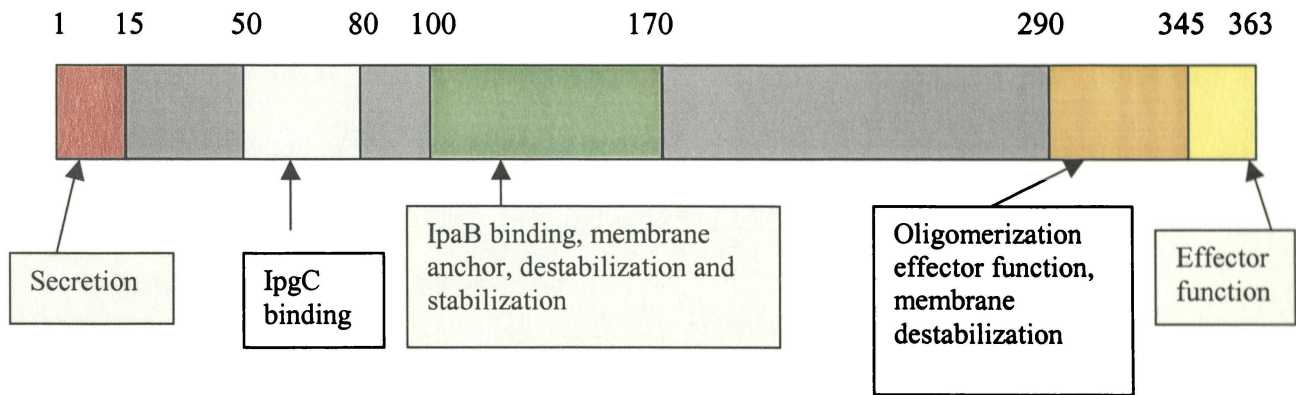 1 15 50 80 100 170 290 345 363
Secretion
IpgC
binding
IpaB binding, membrane
anchor, destabilization and
stabilization
Oligomerization
effector function,
membrane
destabilization
Effector
function